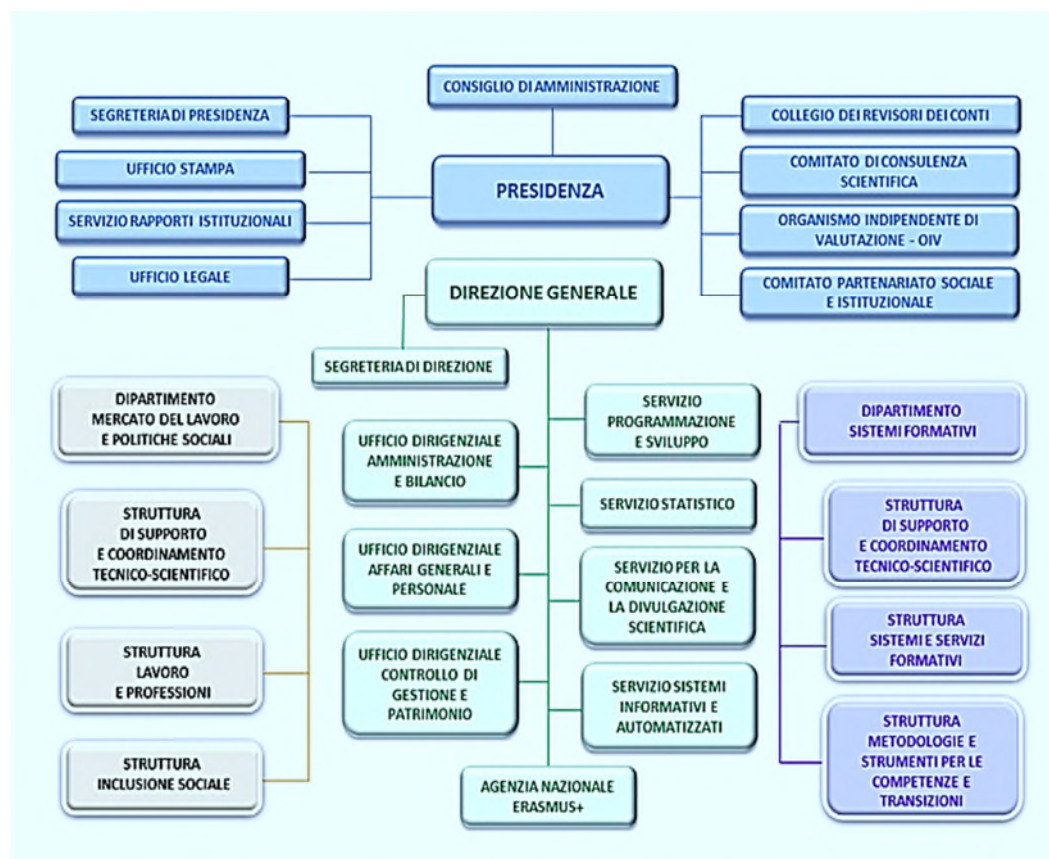 CONSIGLIO DI AMMINISTRAZIONE
SEGRETERIA DI PRESIDENZA
UFFICIO STAMPA
SERVIZIO RAPPORTI ISTITUZIONALI
UFFICIO LEGALE
PRESIDENZA
COLLEGIO DEI REVISORI DEI CONTI
COMITATO DI CONSULENZA
SCIENTIFICA
ORGANISMO INDIPENDENTE DI
VALUTAZIONE - OIV
COMITATO PARTENARIATO SOCIALE
E ISTITUZIONALE
DIREZIONE GENERALE
SEGRETERIA DI DIREZIONE
DIPARTIMENTO
MERCATO DEL LAVORO
E POLITICHE SOCIALI
STRUTTURA
DI SUPPORTO
E COORDINAMENTO
TECNICO-SCIENTIFICO
STRUTTURA
LAVORO
E PROFESSIONI
STRUTTURA
INCLUSIONE SOCIALE
UFFICIO DIRIGENZIALE
AMMINISTRAZIONE
E BILANCIO
UFFICIO DIRIGENZIALE
AFFARI GENERALI E
PERSONALE
UFFICIO DIRIGENZIALE
CONTROLLO DI
GESTIONE E
PATRIMONIO
SERVIZIO
PROGRAMMAZIONE
E SVILUPPO
SERVIZIO STATISTICO
SERVIZIO PER LA
COMUNICAZIONE E
LA DIVULGAZIONE
SCIENTIFICA
SERVIZIO SISTEMI
INFORMATIVI E
AUTOMATIZZATI
AGENZIA NAZIONALE
ERASMUS+
DIPARTIMENTO
SISTEMI FORMATIVI
STRUTTURA
DI SUPPORTO
E COORDINAMENTO
TECNICO-SCIENTIFICO
STRUTTURA
SISTEMI E SERVIZI
FORMATIVI
STRUTTURA
METODOLOGIE E
STRUMENTI PER LE
COMPETENZE E
TRANSIZIONI